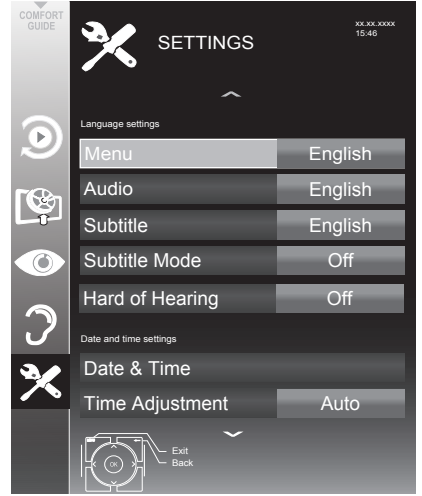 COMFORT
GUIDE
SETTINGS
xx.xx.xxxx
15:46
Language settings
Menu English
Audio English
Subtitle English
Subtitle Mode Off
Hard of Hearing Off
Date and time settings
Date & Time
Time Adjustment Auto
OK
Exit
Back